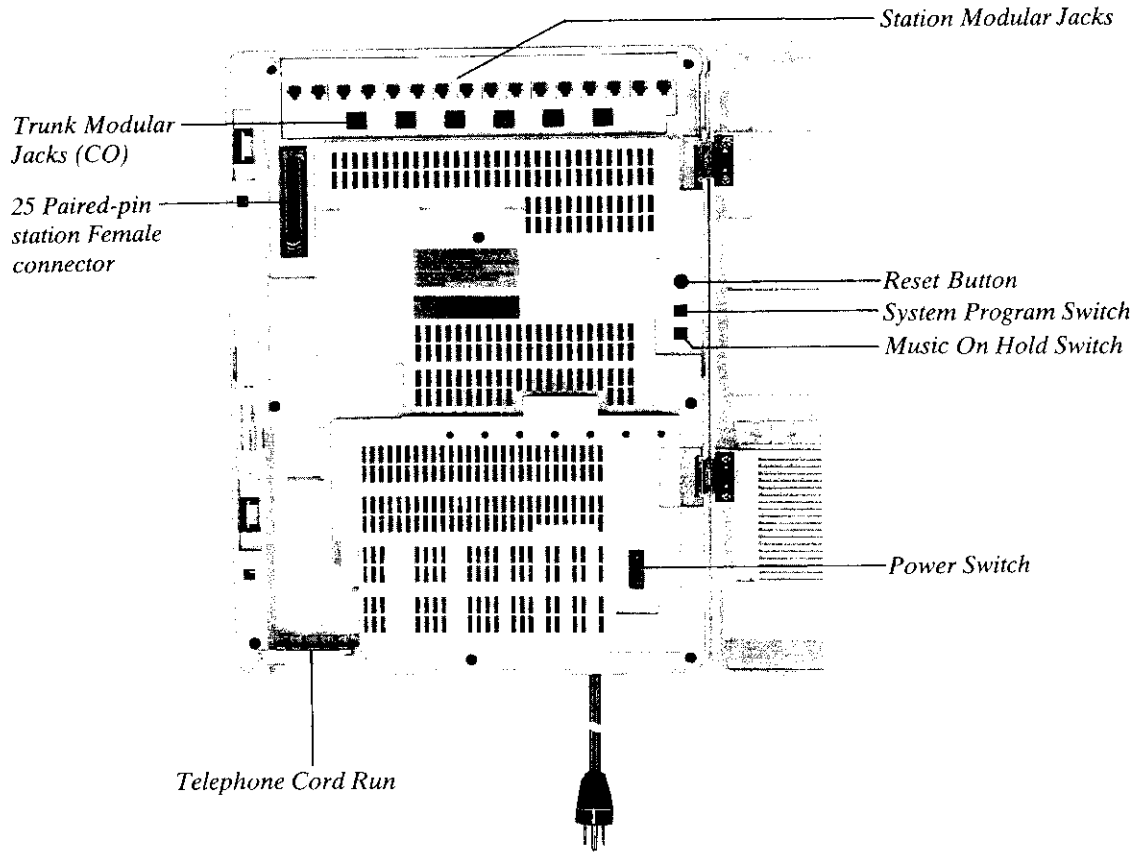 Station Modular Jacks
Trunk Modular
Jacks (CO)
25 Paired-pin
station Female
connector
Reset Button
System Program Switch
Music On Hold Switch
Power Switch
Telephone Cord Run